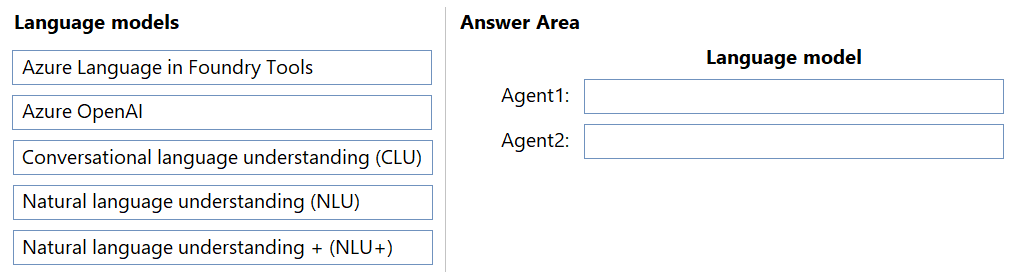 Language models
Azure Language in Foundry Tools
Azure OpenAI
Conversational language understanding (CLU)
Natural language understanding (NLU)
Natural language understanding + (NLU+)
Answer Area
Language model
Agent1:
Agent2: